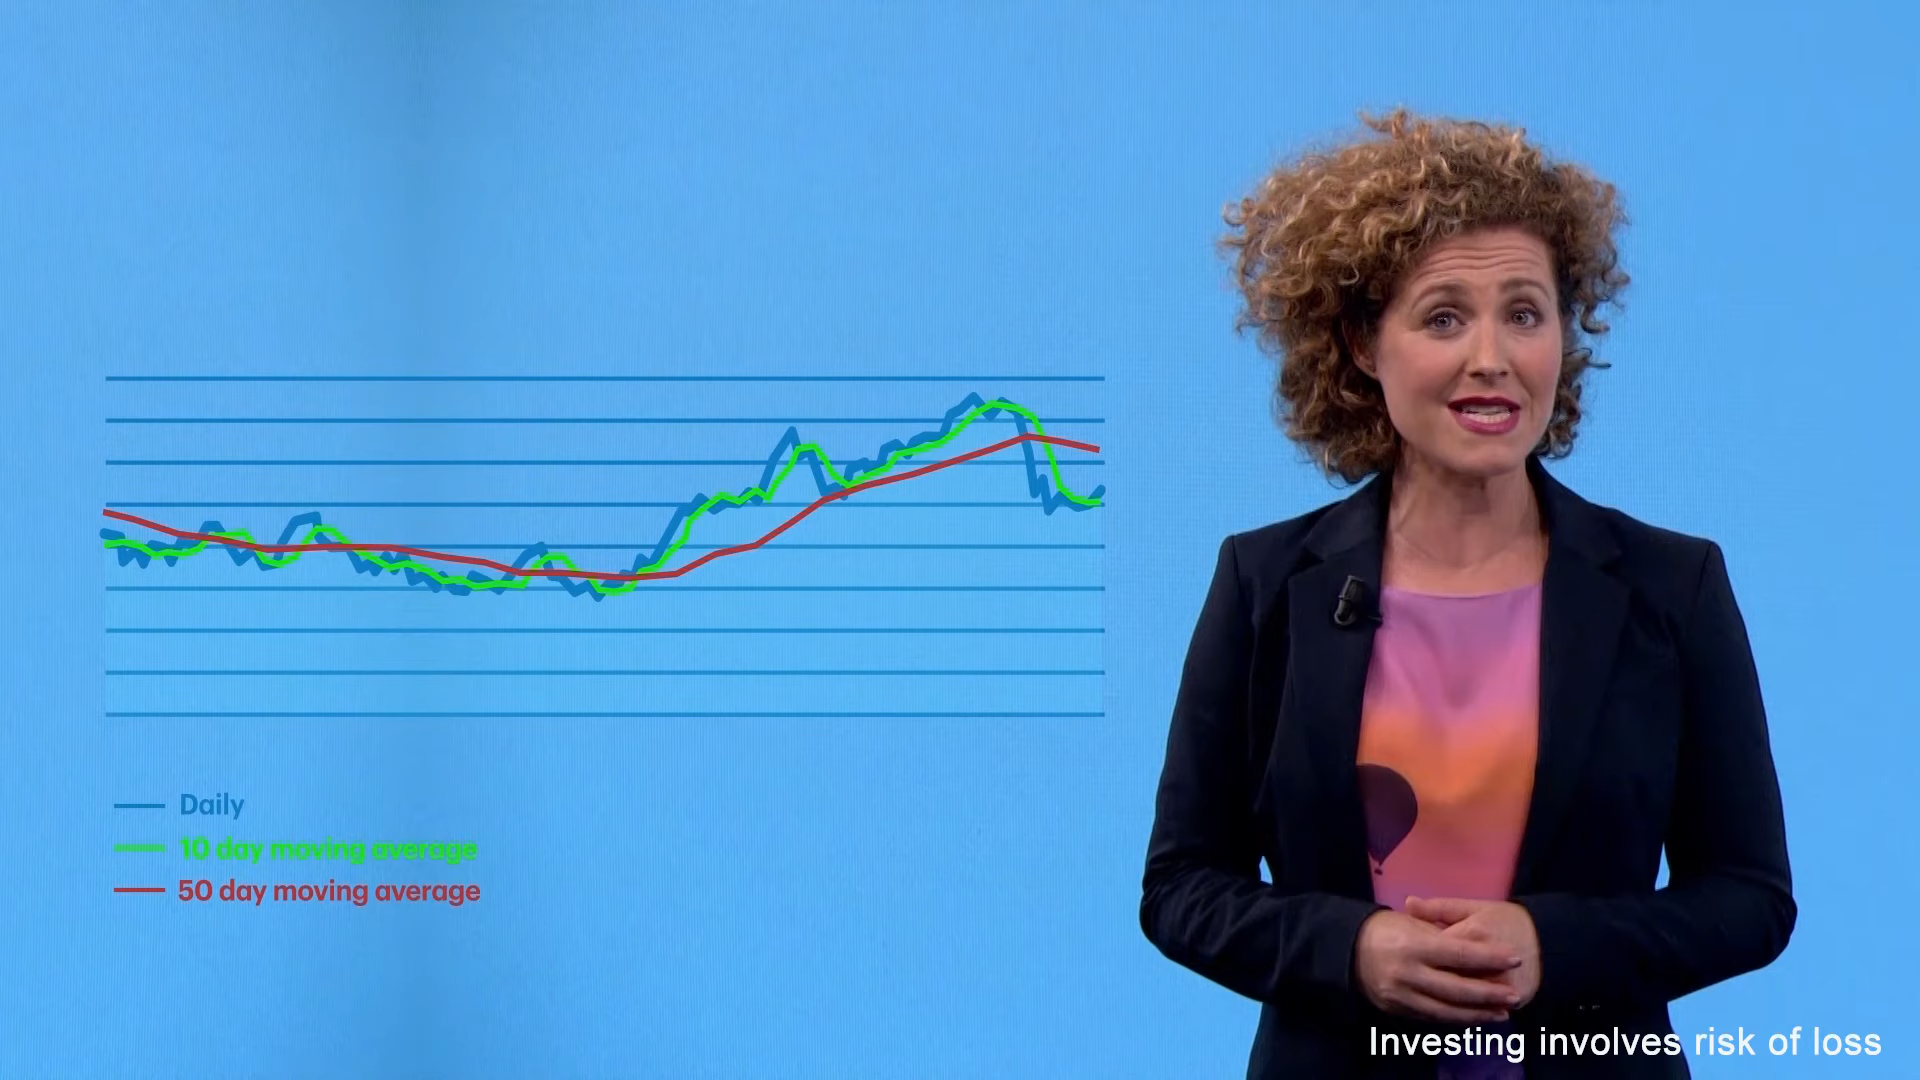 Daily
10 day moving average
50 day moving average
Investing involves risk of loss